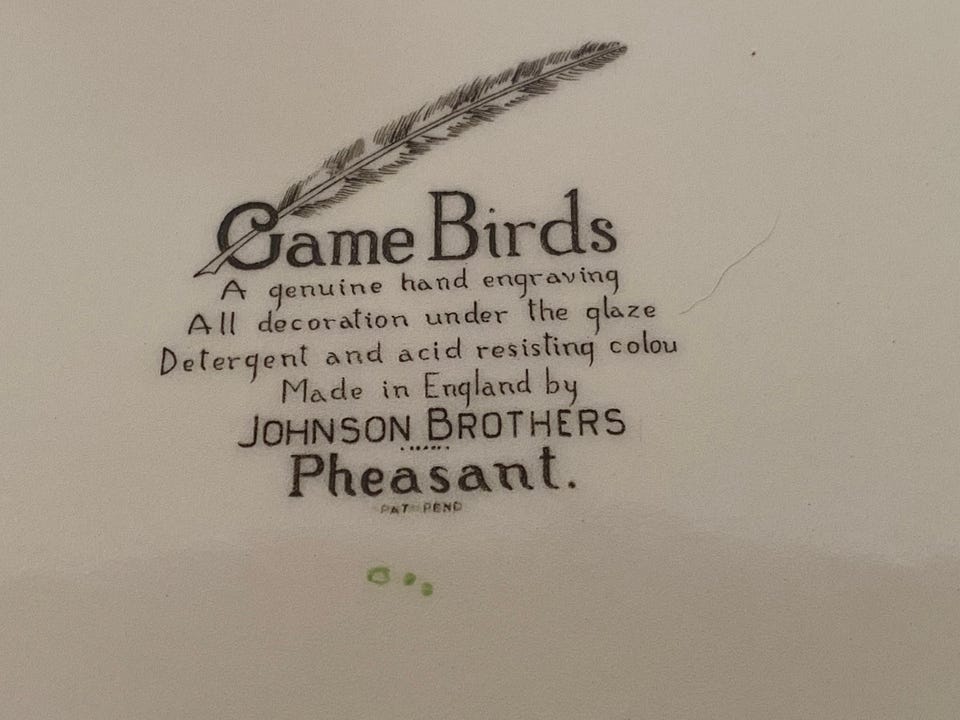 Game Birds
A genuine hand engraving
All decoration under the glaze
Detergent and acid resisting colou
Made in England by
JOHNSON BROTHERS
Pheasant.
PAT PEND